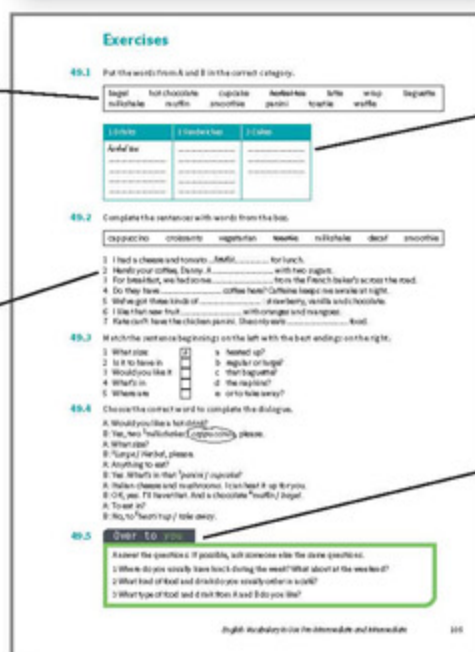 Exercises
49.1 Put the words from A and B in the correct category.
bagel hot chocolate cupcake herbal tea latte wrap baguette
milkshake muffin smoothie panini toastie waffle
1 Drinks 2 Sandwiches 3 Cakes
herbal tea
49.2 Complete the sentences with words from the box.
cappuccino croissants vegetarian toastie milkshake decaf smoothie
1 I had a cheese and tomato toastie for lunch.
2 Here's your coffee, Danny. A with two sugars.
3 For breakfast, we had some from the French baker's across the road.
4 Do they have coffee here? Caffeine keeps me awake at night.
5 We've got three kinds of : strawberry, vanilla and chocolate.
6 I like that new fruit with oranges and mangoes.
7 Kate can't have the chicken panini. She only eats food.
49.3 Match the sentence beginnings on the left with the best endings on the right.
1 What size a heated up?
2 Is it to have in b regular or large?
3 Would you like it c that baguette?
4 What's in d the napkins?
5 Where are e or to take away?
49.4 Choose the correct word to complete the dialogue.
A: Would you like a hot drink?
B: Yes, two 1milkshakes / cappuccinos, please.
A: What size?
B: 2Large / Herbal, please.
A: Anything to eat?
B: Yes. What's in that 3panini / cupcake?
A: Italian cheese and mushrooms. I can heat it up for you.
B: OK, yes. I'll have that. And a chocolate 4muffin / bagel.
A: To eat in?
B: No, to 5heat it up / take away.
49.5 Over to you
Answer the questions. If possible, ask someone else the same questions.
1 Where do you usually have lunch during the week? What about at the weekend?
2 What kind of food and drink do you usually order in a café?
3 What type of food and drink from A and B do you like?
English Vocabulary in Use Pre-intermediate and Intermediate